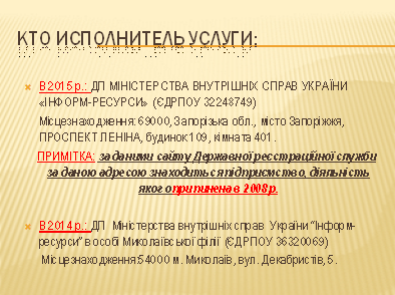 КТО ИСПОЛНИТЕЛЬ УСЛУГИ:
В 2015 р.: ДП МІНІСТЕРСТВА ВНУТРІШНІХ СПРАВ УКРАЇНИ
«ІНФОРМ-РЕСУРСИ» (ЄДРПОУ 32248749)
Місцезнаходження: 69000, Запорізька обл., місто Запоріжжя,
ПРОСПЕКТ ЛЕНІНА, будинок 109, кімната 401.
ПРИМІТКА: за даними сайту Державної реєстраційної служби
за даною адресою знаходиться підприємство, діяльність
якого припинена в 2008 р.
В 2014 р.: ДП Міністерства внутрішніх справ України "Інформ-
ресурси" в особі Миколаївської філії (ЄДРПОУ 36320069)
Місцезнаходження:54000 м. Миколаїв, вул. Декабристів, 5.